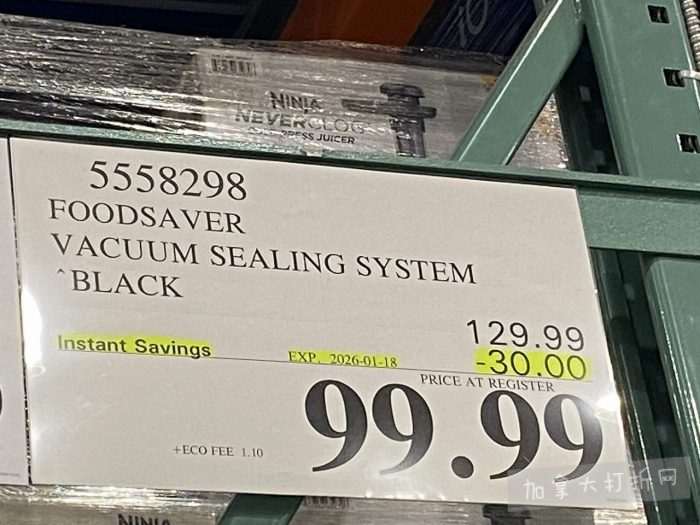 NINJA
NEVERCLOG
PRESS JUICER
5558298
FOODSAVER
VACUUM SEALING SYSTEM
^BLACK
129.99
Instant Savings EXP. 2026-01-18 -30.00
PRICE AT REGISTER
99.99
+ECO FEE 1.10
加拿大打折网
NINJA